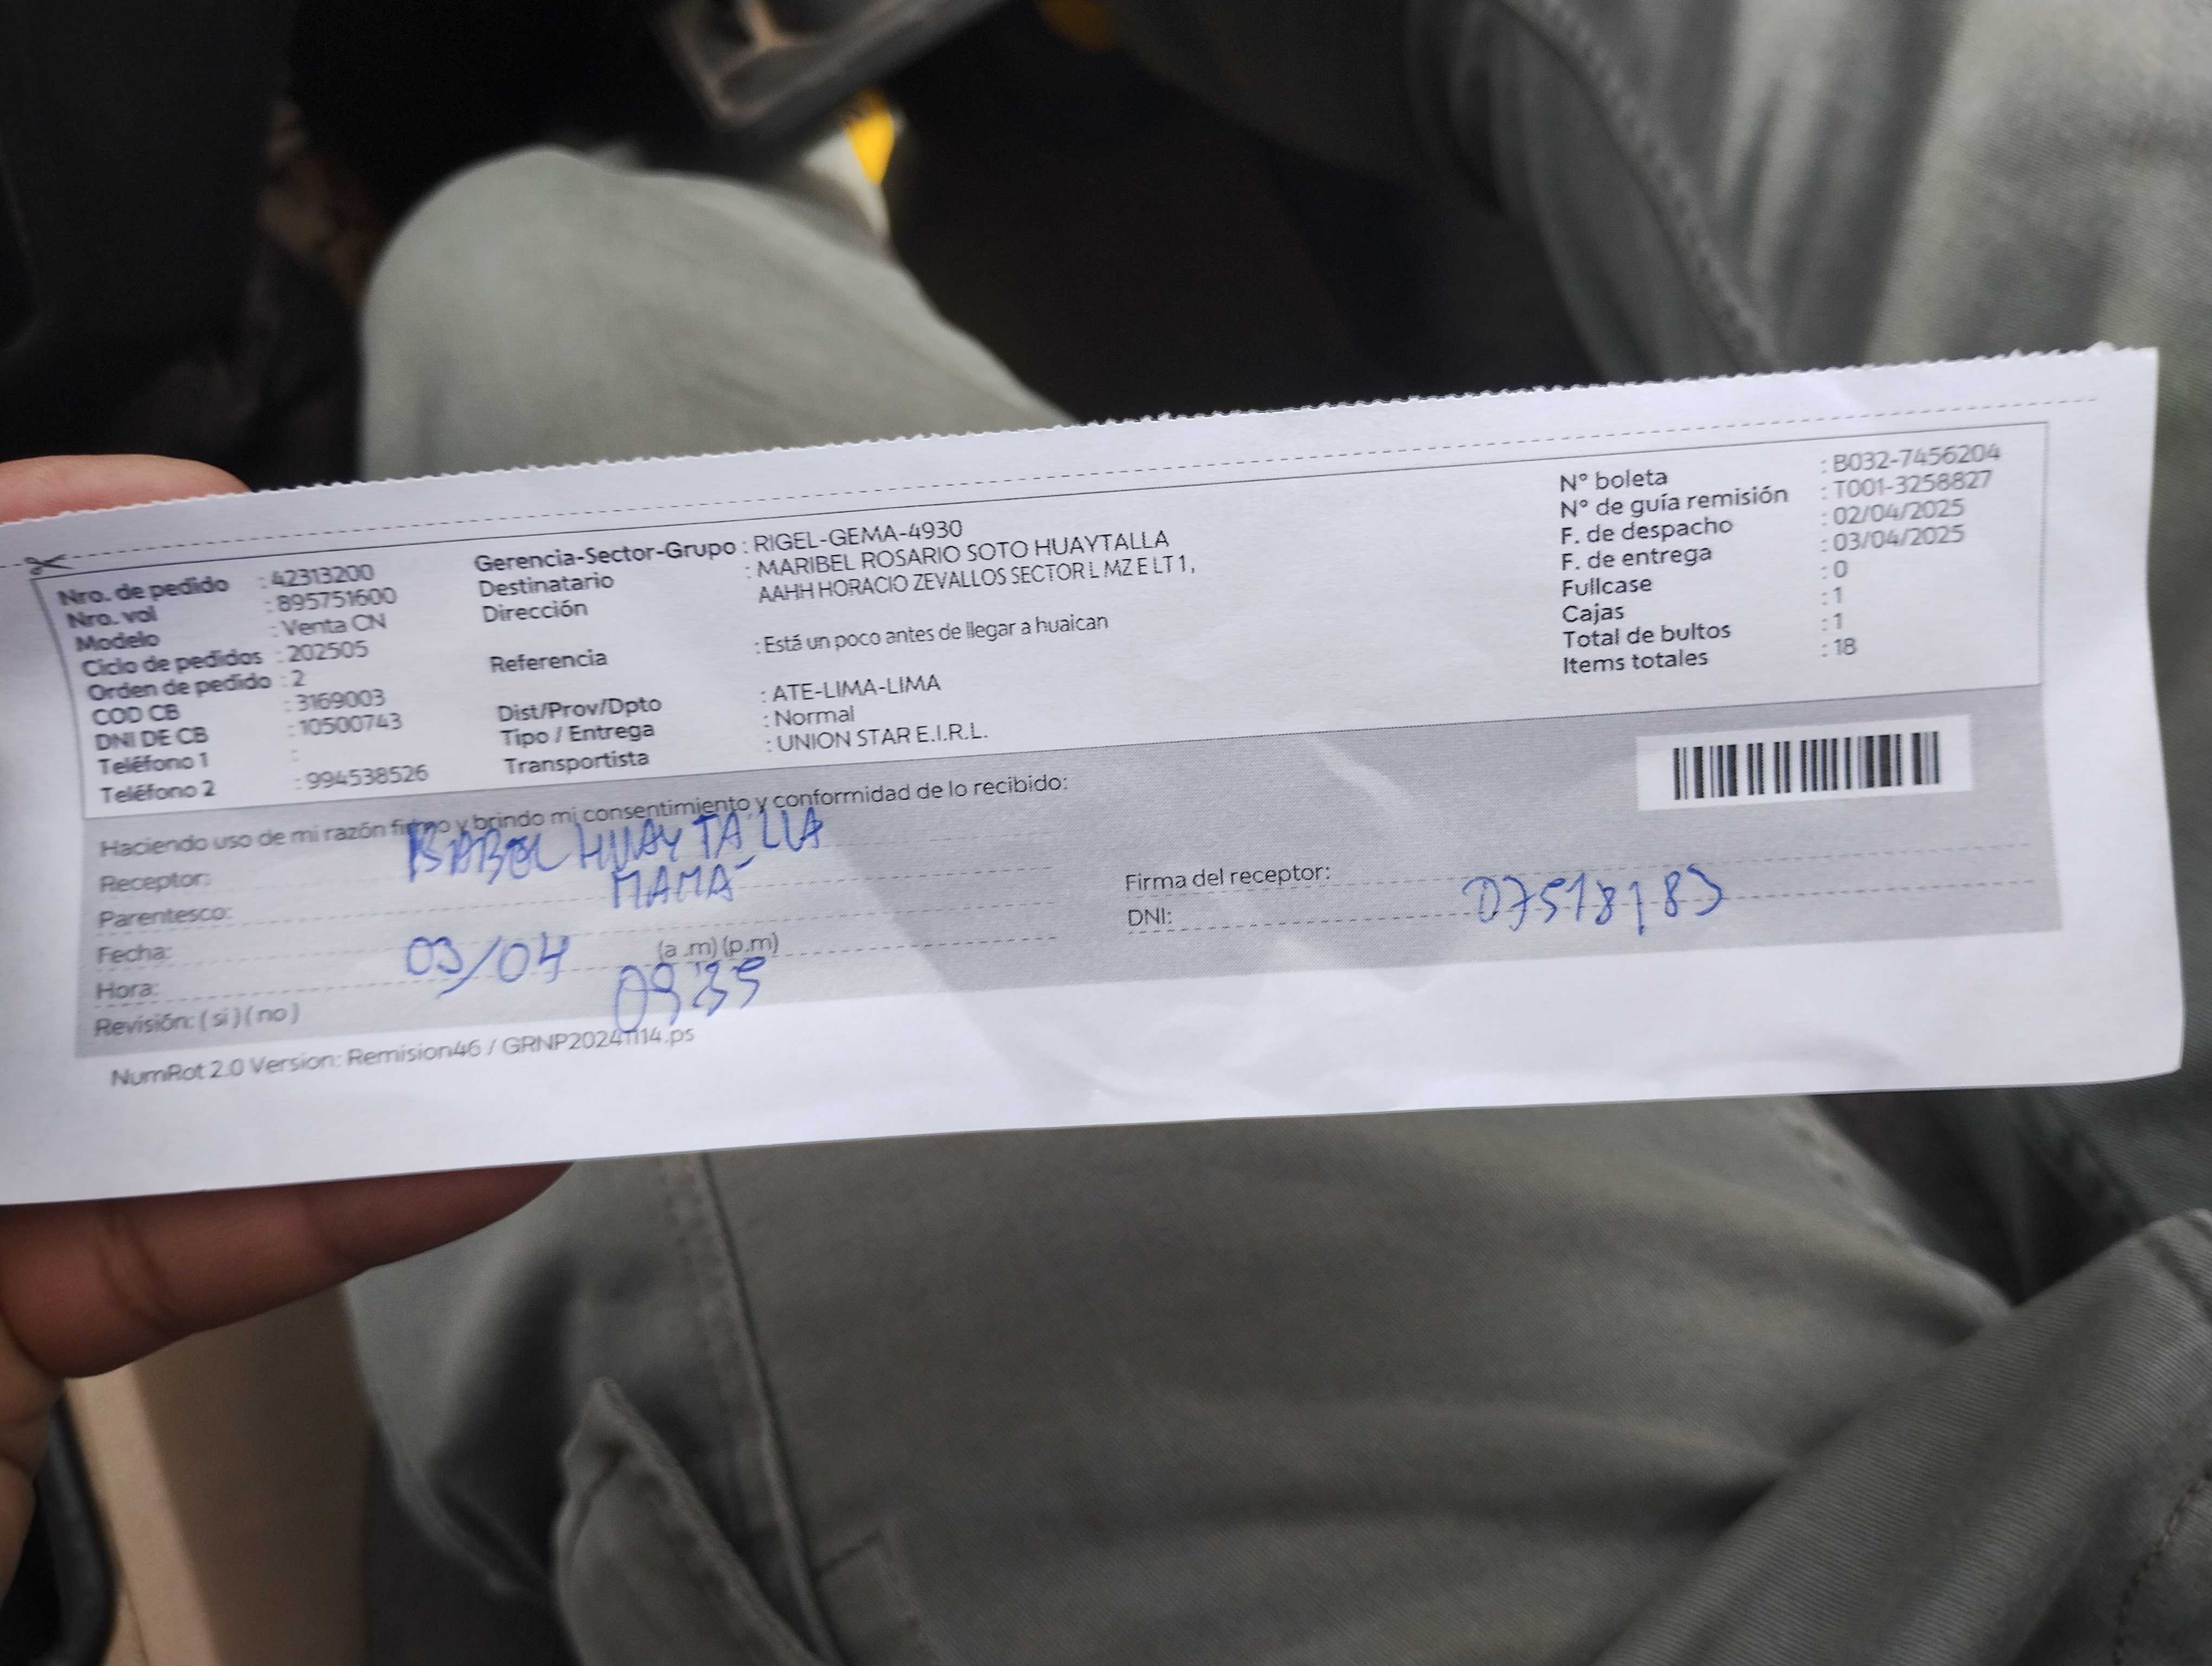 Nro. de pedido : 42313200
Nro. vol : 895751600
Modelo : Venta CN
Ciclo de pedidos : 202505
Orden de pedido : 2
COD CB : 3169003
DNI DE CB : 10500743
Teléfono 1 :
Teléfono 2 : 994538526
Gerencia-Sector-Grupo : RIGEL-GEMA-4930
Destinatario : MARIBEL ROSARIO SOTO HUAYTALLA
Dirección AAHH HORACIO ZEVALLOS SECTOR L MZ E LT 1,
Referencia : Está un poco antes de llegar a huaican
Dist/Prov/Dpto : ATE-LIMA-LIMA
Tipo / Entrega : Normal
Transportista : UNION STAR E.I.R.L.
N° boleta : B032-7456204
N° de guía remisión : T001-3258827
F. de despacho : 02/04/2025
F. de entrega : 03/04/2025
Fullcase : 0
Cajas : 1
Total de bultos : 1
Items totales : 18
Haciendo uso de mi razón firmo y brindo mi consentimiento y conformidad de lo recibido:
Receptor: ISABEL HUAYTALLA
Parentesco: MAMÁ
Fecha: 03/04
Hora: (a .m) (p.m) 09:35
Revisión: ( si ) ( no )
Firma del receptor:
DNI: 07518183
NumRot 2.0 Version: Remision46 / GRNP20241114.ps